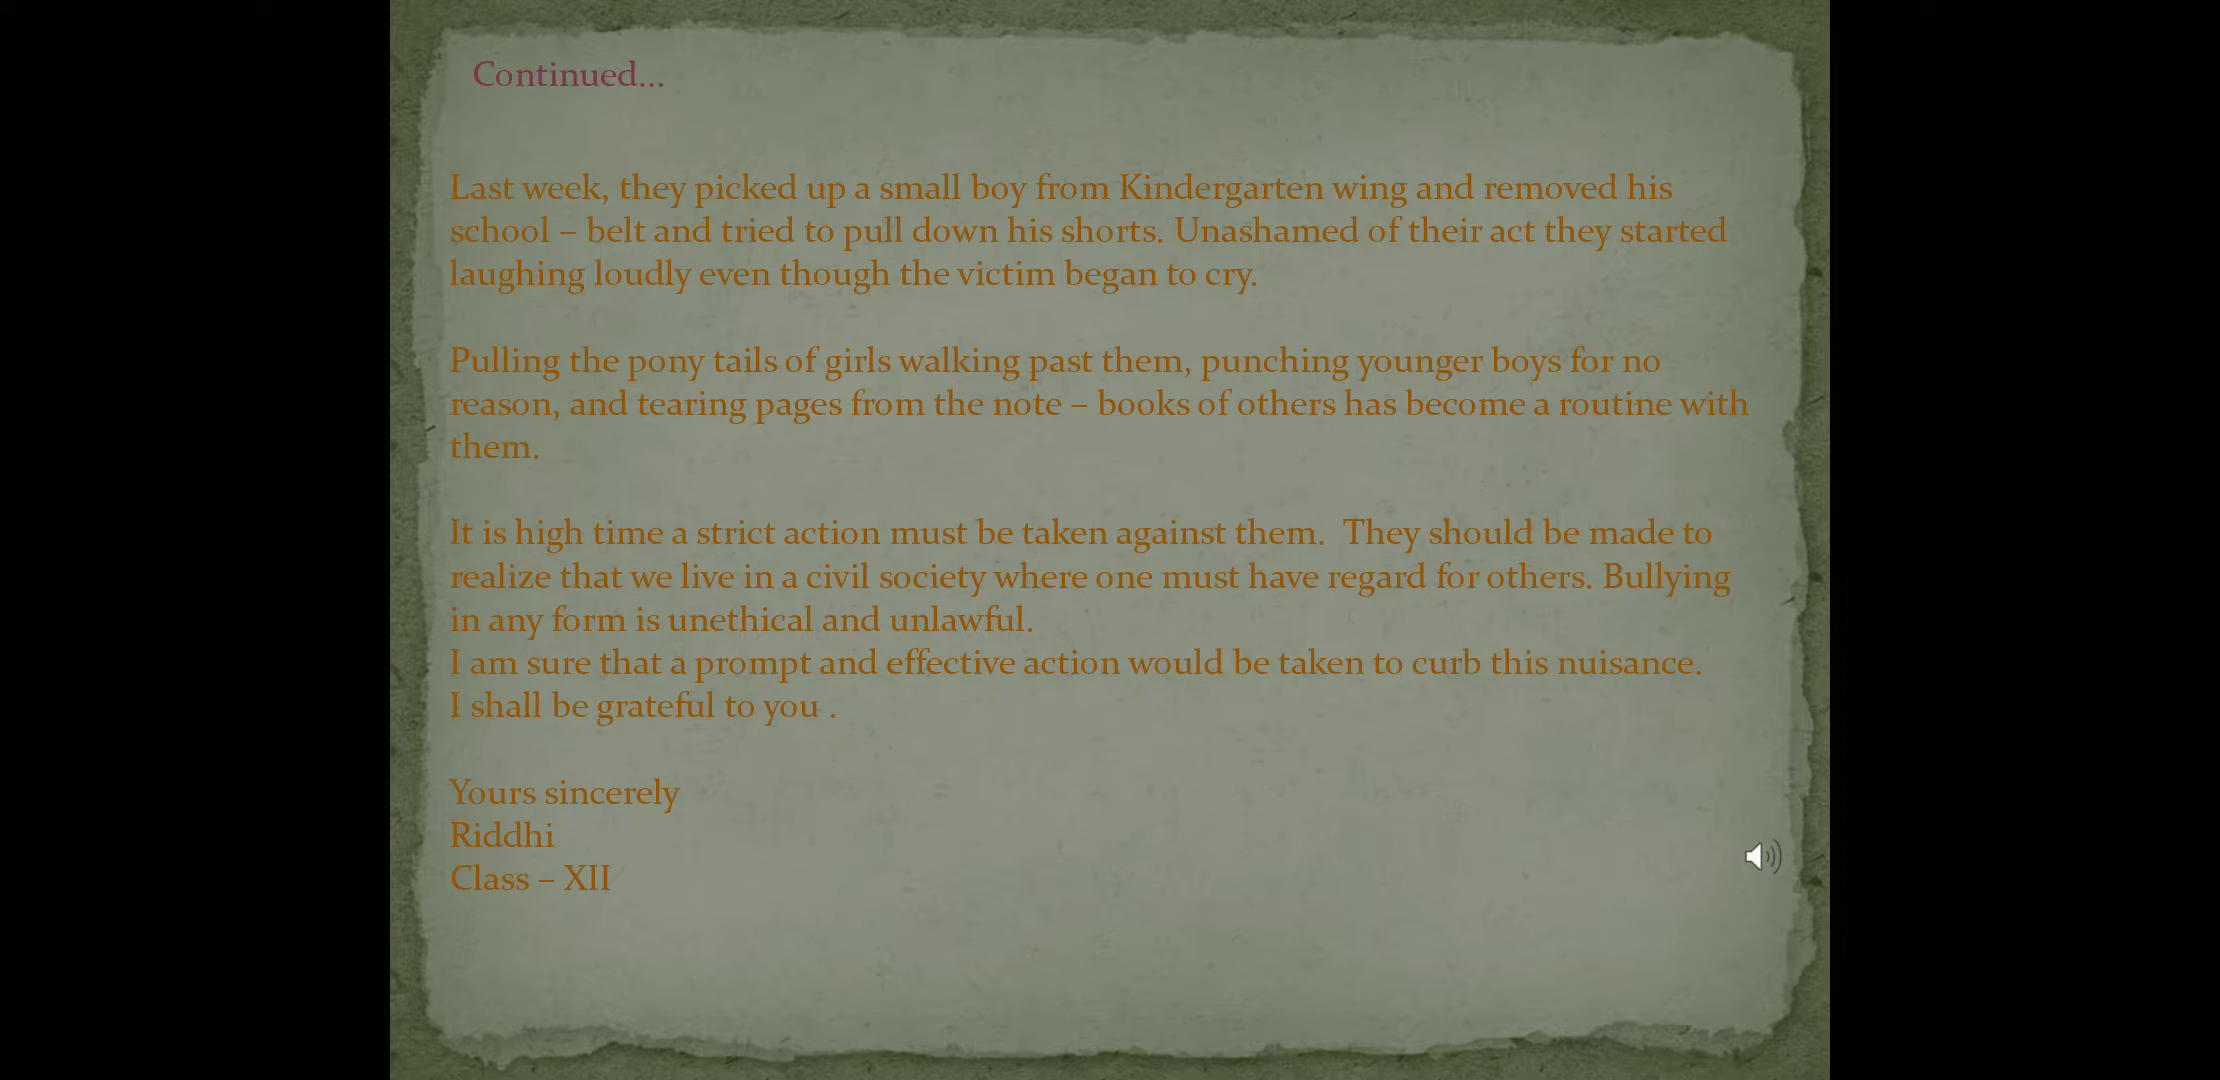 Continued...
Last week, they picked up a small boy from Kindergarten wing and removed his
school – belt and tried to pull down his shorts. Unashamed of their act they started
laughing loudly even though the victim began to cry.
Pulling the pony tails of girls walking past them, punching younger boys for no
reason, and tearing pages from the note – books of others has become a routine with
them.
It is high time a strict action must be taken against them.  They should be made to
realize that we live in a civil society where one must have regard for others. Bullying
in any form is unethical and unlawful.
I am sure that a prompt and effective action would be taken to curb this nuisance.
I shall be grateful to you .
Yours sincerely
Riddhi
Class – XII